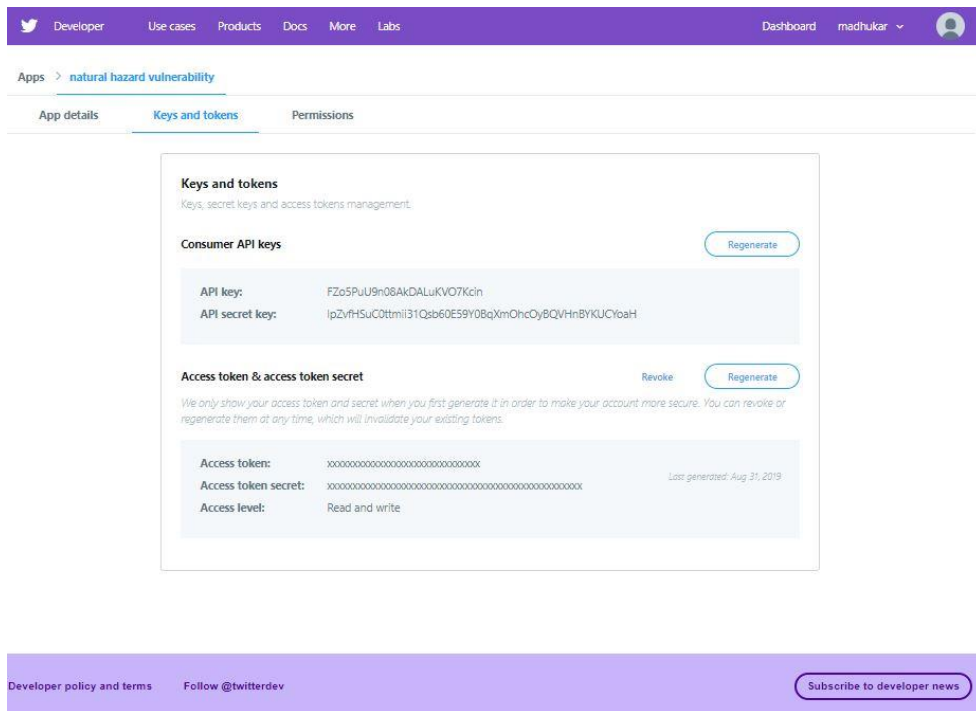 Developer Use cases Products Docs More Labs Dashboard madhukar
Apps > natural hazard vulnerability
App details Keys and tokens Permissions
Keys and tokens
Keys, secret keys and access tokens management.
Consumer API keys Regenerate
API key: FZo5PuU9n08AkDALuKVO7Kcin
API secret key:
Access token & access token secret Revoke Regenerate
We only show your access token and secret when you first generate it in order to make your account more secure. You can revoke or
regenerate them at any time, which will invalidate your existing tokens.
Access token:
Last generated: Aug 31, 2019
Access token secret:
Access level: Read and write
Developer policy and terms Follow @twitterdev Subscribe to developer news